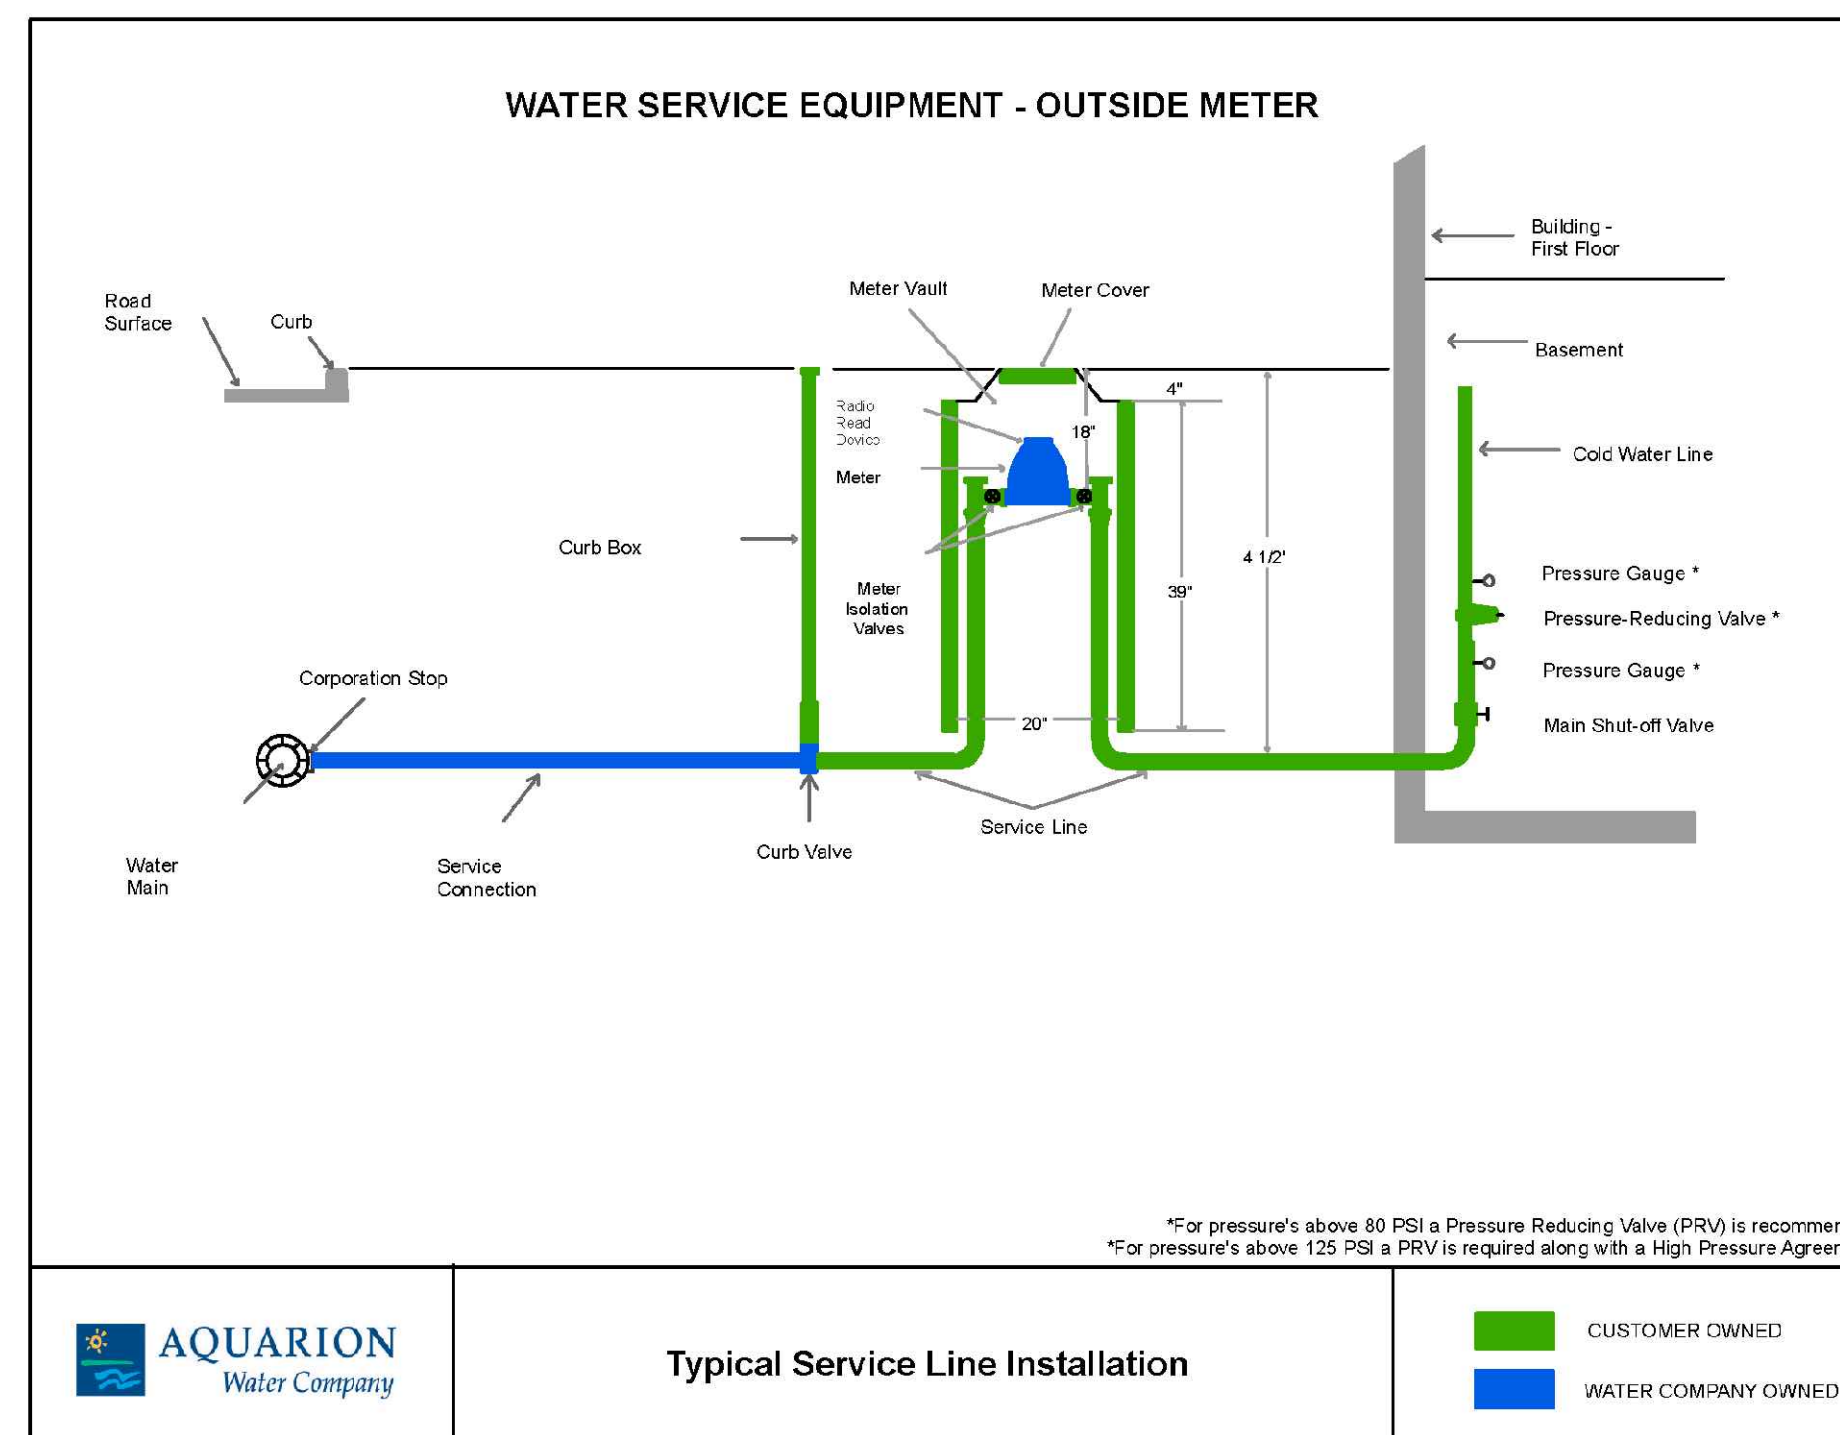 WATER SERVICE EQUIPMENT - OUTSIDE METER
Building -
First Floor
Meter Vault
Meter Cover
Road
Surface
Curb
Basement
4"
Radio
Read
Device
18"
Cold Water Line
Meter
Curb Box
4 1/2'
Pressure Gauge *
Meter
Isolation
Valves
39"
Pressure-Reducing Valve *
Corporation Stop
Pressure Gauge *
20"
Main Shut-off Valve
Service Line
Curb Valve
Water
Main
Service
Connection
*For pressure's above 80 PSI a Pressure Reducing Valve (PRV) is recommen
*For pressure's above 125 PSI a PRV is required along with a High Pressure Agreem
AQUARION
Water Company
Typical Service Line Installation
CUSTOMER OWNED
WATER COMPANY OWNED